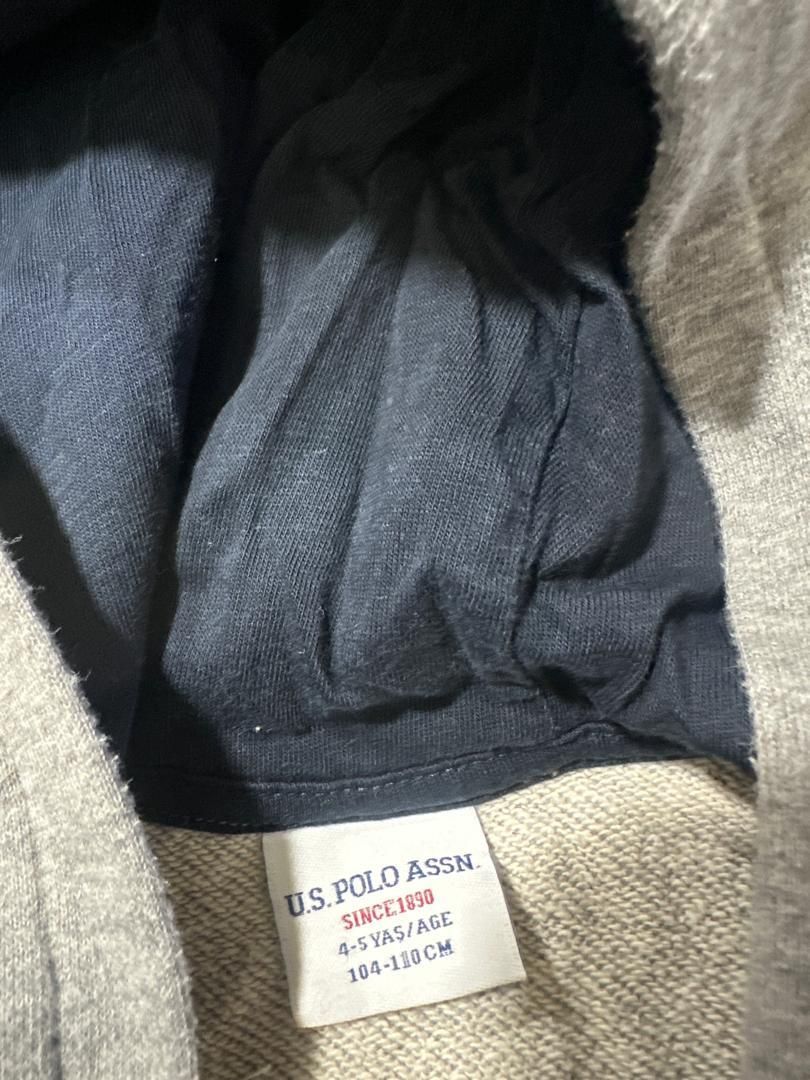 U.S. POLO ASSN.
SINCE 1890
4-5 YAŞ/AGE
104-110 CM